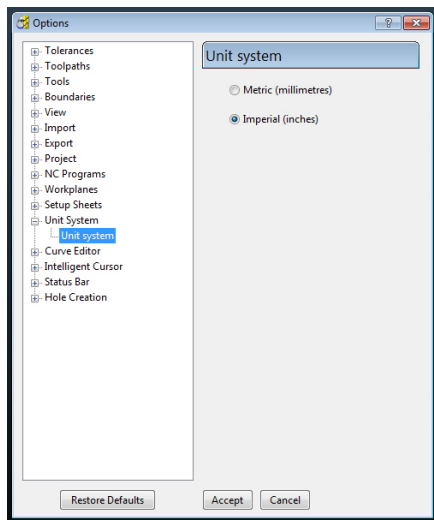 Options
?
Tolerances
Toolpaths
Tools
Boundaries
View
Import
Export
Project
NC Programs
Workplanes
Setup Sheets
Unit System
Unit system
Curve Editor
Intelligent Cursor
Status Bar
Hole Creation
Unit system
Metric (millimetres)
Imperial (inches)
Restore Defaults
Accept
Cancel